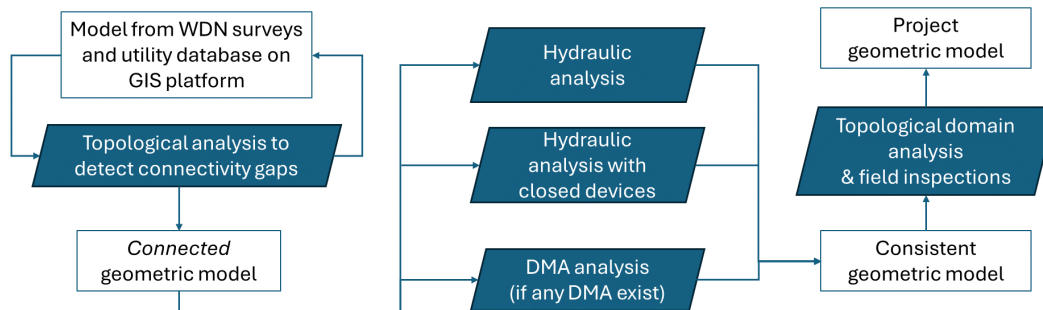 Model from WDN surveys
and utility database on
GIS platform
Topological analysis to
detect connectivity gaps
Connected
geometric model
Hydraulic
analysis
Hydraulic
analysis with
closed devices
DMA analysis
(if any DMA exist)
Project
geometric model
Topological domain
analysis
& field inspections
Consistent
geometric model